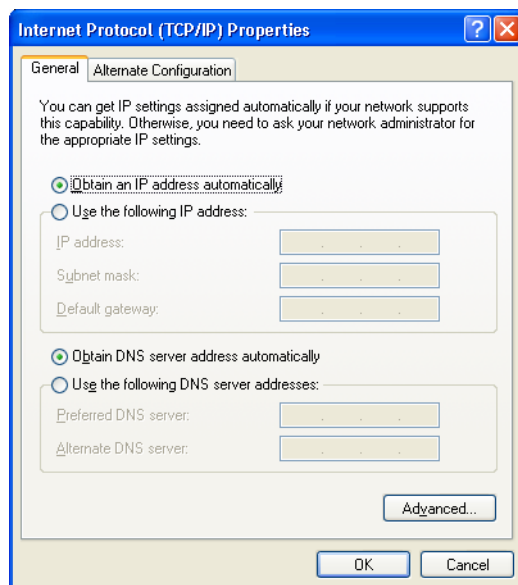 Internet Protocol (TCP/IP) Properties
General
Alternate Configuration
You can get IP settings assigned automatically if your network supports
this capability. Otherwise, you need to ask your network administrator for
the appropriate IP settings.
Obtain an IP address automatically
Use the following IP address:
IP address:
Subnet mask:
Default gateway:
Obtain DNS server address automatically
Use the following DNS server addresses:
Preferred DNS server:
Alternate DNS server:
Advanced...
OK
Cancel